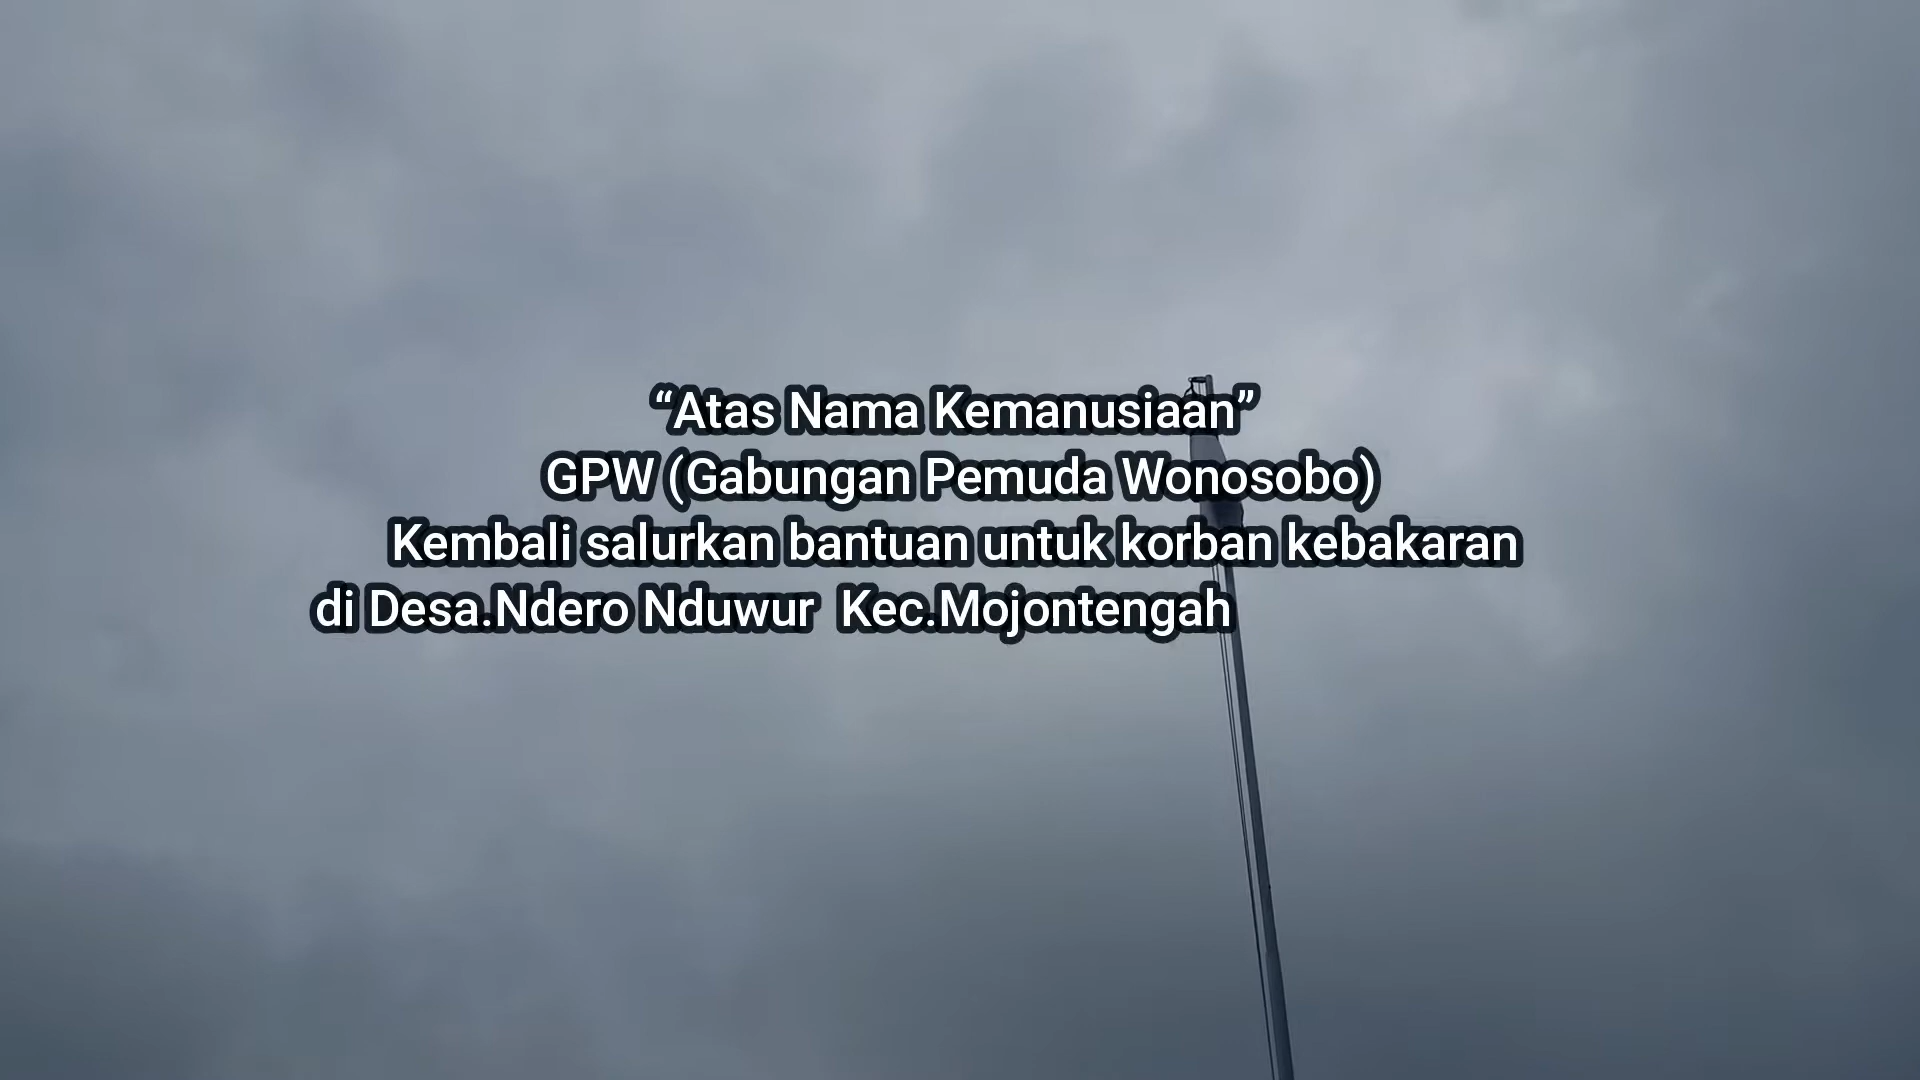 “Atas Nama Kemanusiaan”
GPW (Gabungan Pemuda Wonosobo)
Kembali salurkan bantuan untuk korban kebakaran
di Desa.Ndero Nduwur  Kec.Mojontengah